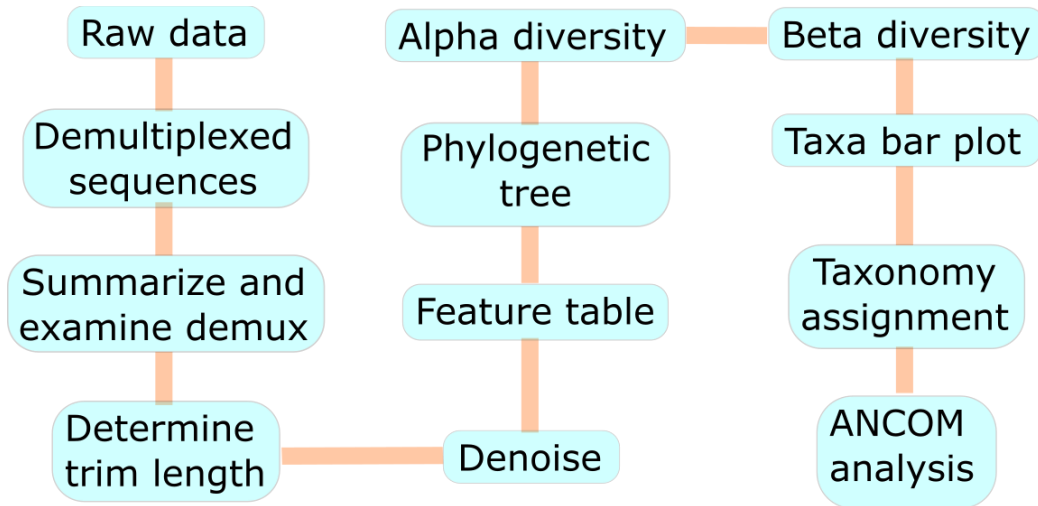 Raw data
Demultiplexed
sequences
Summarize and
examine demux
Determine
trim length
Denoise
Feature table
Phylogenetic
tree
Alpha diversity
Beta diversity
Taxa bar plot
Taxonomy
assignment
ANCOM
analysis